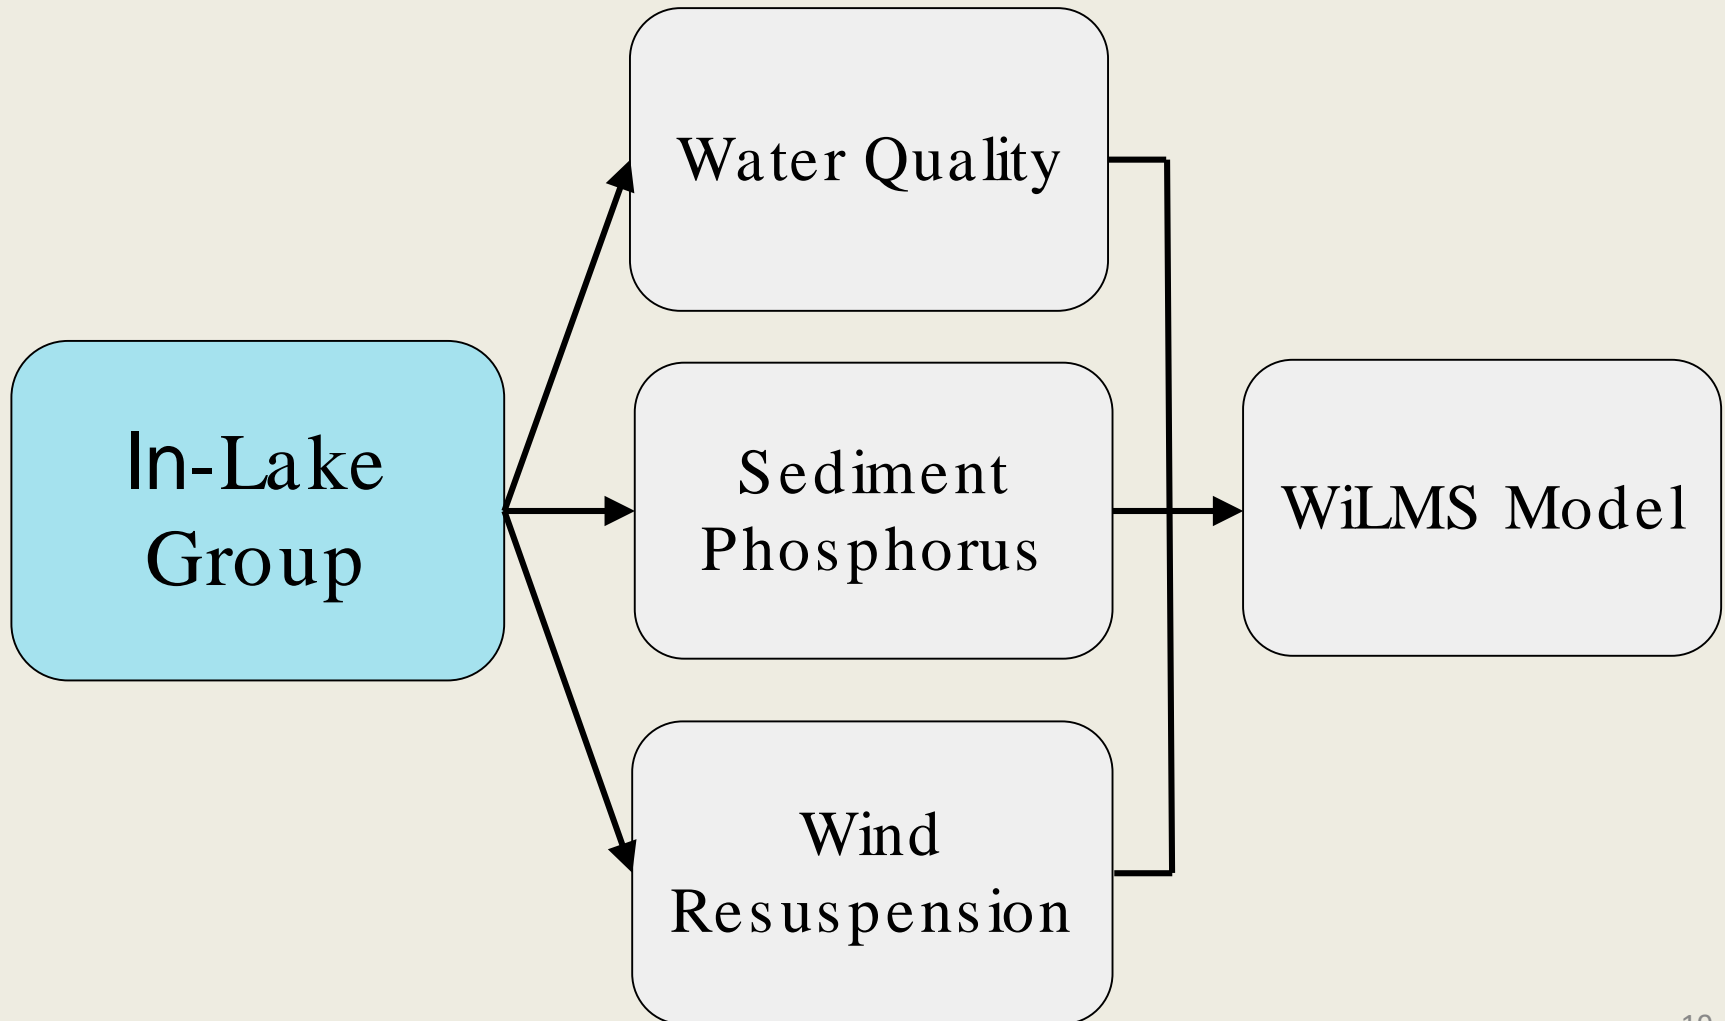 Water Quality
In-Lake
Group
Sediment
Phosphorus
WiLMS Model
Wind
Resuspension